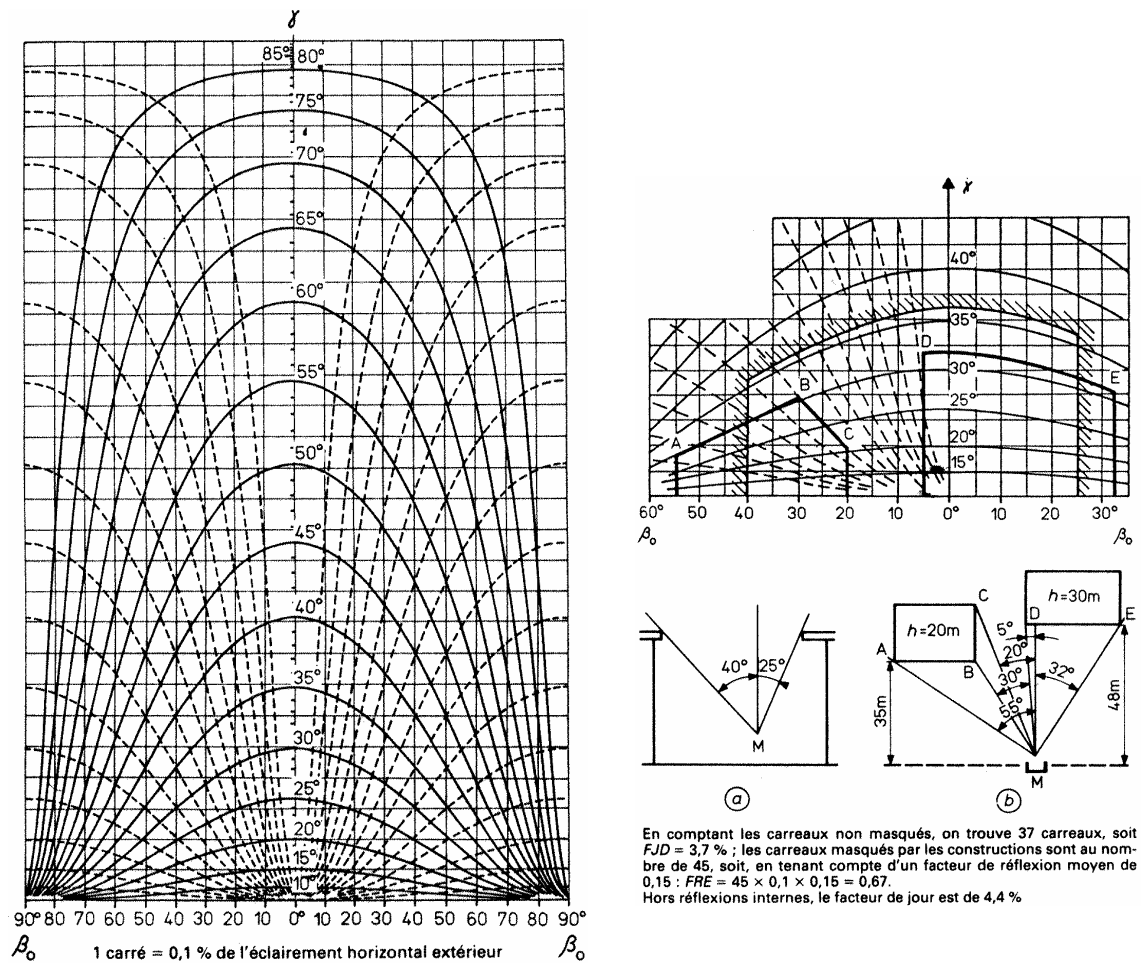 γ
85° 80°
75°
70°
65°
60°
55°
50°
45°
40°
35°
30°
25°
20°
15°
10°
90° 80 70 60 50 40 30 20 10 0° 10 20 30 40 50 60 70 80 90°
β₀ 1 carré = 0,1 % de l'éclairement horizontal extérieur β₀
γ
40°
35°
D
30° E
B
25°
A C
20°
15°
60° 50 40 30 20 10 0° 10 20 30°
β₀ β₀
C
h=30m
D E
h=20m
5°
A
20°
B
40° 25°
30° 32°
55°
35m
48m
M
M
a b
En comptant les carreaux non masqués, on trouve 37 carreaux, soit
FJD = 3,7 % ; les carreaux masqués par les constructions sont au nom-
bre de 45, soit, en tenant compte d'un facteur de réflexion moyen de
0,15 : FRE = 45 × 0,1 × 0,15 = 0,67.
Hors réflexions internes, le facteur de jour est de 4,4 %